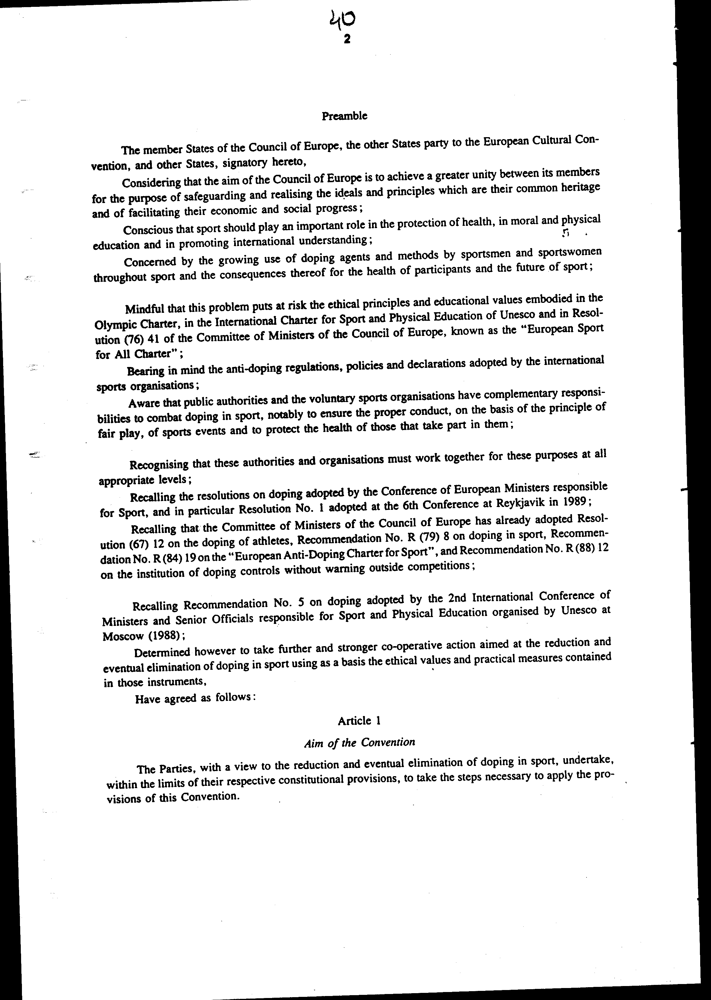 40
2
Preamble
The member States of the Council of Europe, the other States party to the European Cultural Con-
vention, and other States, signatory hereto,
Considering that the aim of the Council of Europe is to achieve a greater unity between its members
for the purpose of safeguarding and realising the ideals and principles which are their common heritage
and of facilitating their economic and social progress ;
Conscious that sport should play an important role in the protection of health, in moral and physical
education and in promoting international understanding ;
Concerned by the growing use of doping agents and methods by sportsmen and sportswomen
throughout sport and the consequences thereof for the health of participants and the future of sport ;
Mindful that this problem puts at risk the ethical principles and educational values embodied in the
Olympic Charter, in the International Charter for Sport and Physical Education of Unesco and in Resol-
ution (76) 41 of the Committee of Ministers of the Council of Europe, known as the “European Sport
for All Charter” ;
Bearing in mind the anti-doping regulations, policies and declarations adopted by the international
sports organisations ;
Aware that public authorities and the voluntary sports organisations have complementary responsi-
bilities to combat doping in sport, notably to ensure the proper conduct, on the basis of the principle of
fair play, of sports events and to protect the health of those that take part in them ;
Recognising that these authorities and organisations must work together for these purposes at all
appropriate levels ;
Recalling the resolutions on doping adopted by the Conference of European Ministers responsible
for Sport, and in particular Resolution No. 1 adopted at the 6th Conference at Reykjavik in 1989 ;
Recalling that the Committee of Ministers of the Council of Europe has already adopted Resol-
ution (67) 12 on the doping of athletes, Recommendation No. R (79) 8 on doping in sport, Recommen-
dation No. R (84) 19 on the “European Anti-Doping Charter for Sport”, and Recommendation No. R (88) 12
on the institution of doping controls without warning outside competitions ;
Recalling Recommendation No. 5 on doping adopted by the 2nd International Conference of
Ministers and Senior Officials responsible for Sport and Physical Education organised by Unesco at
Moscow (1988) ;
Determined however to take further and stronger co-operative action aimed at the reduction and
eventual elimination of doping in sport using as a basis the ethical values and practical measures contained
in those instruments,
Have agreed as follows :
Article 1
Aim of the Convention
The Parties, with a view to the reduction and eventual elimination of doping in sport, undertake,
within the limits of their respective constitutional provisions, to take the steps necessary to apply the pro-
visions of this Convention.